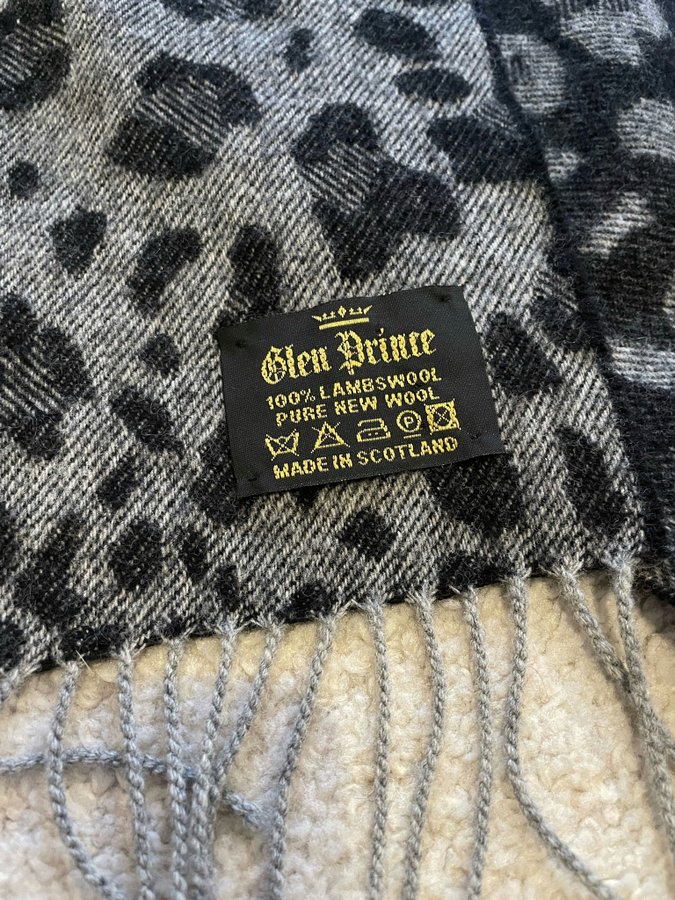 Glen Prince
100% LAMBSWOOL
PURE NEW WOOL
P
MADE IN SCOTLAND